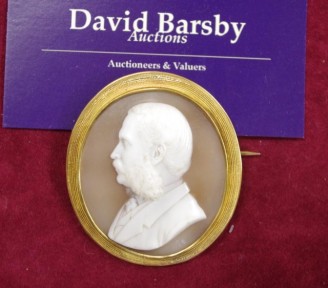 David Barsby
Auctions
Auctioneers & Valuers